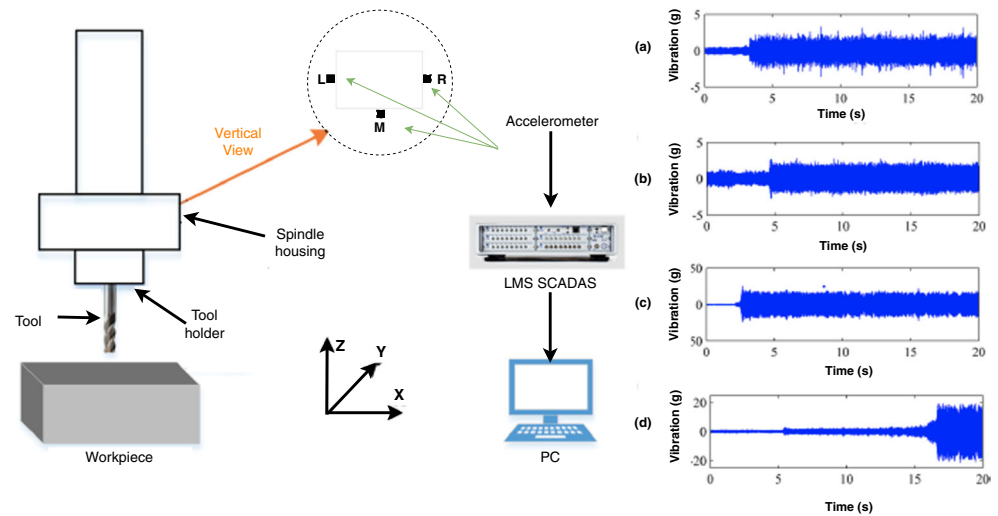 L
R
M
Vertical
View
Accelerometer
Spindle
housing
LMS SCADAS
Tool
Tool
holder
Z
Y
X
Workpiece
PC
(a)
Vibration (g)
5
0
-5
0 5 10 15 20
Time (s)
(b)
Vibration (g)
5
0
-5
0 5 10 15 20
Time (s)
(c)
Vibration (g)
50
0
50
0 5 10 15 20
Time (s)
(d)
Vibration (g)
20
0
-20
0 5 10 15 20
Time (s)